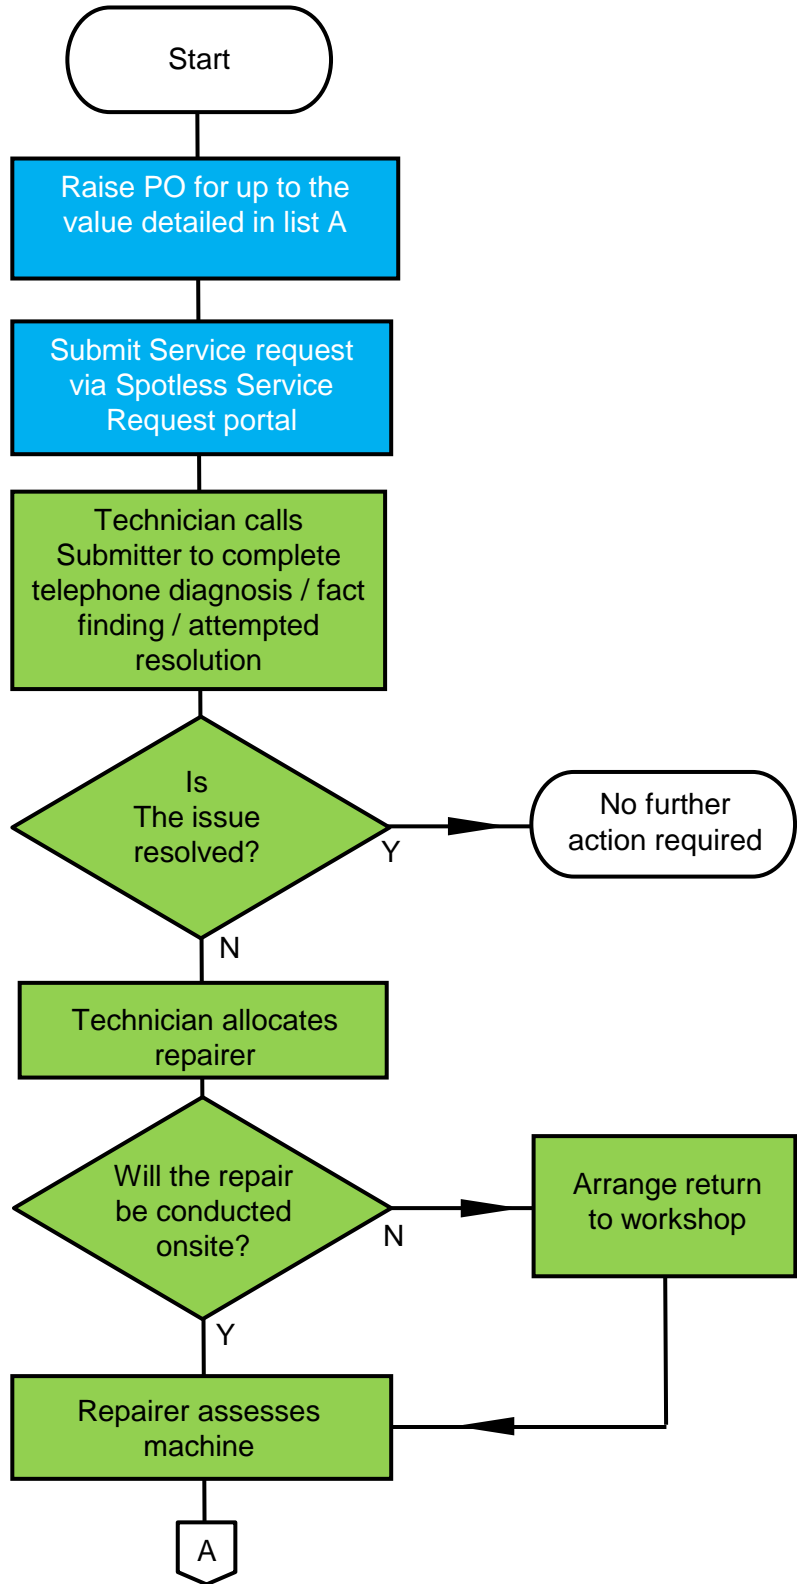 Start
Raise PO for up to the
value detailed in list A
Submit Service request
via Spotless Service
Request portal
Technician calls
Submitter to complete
telephone diagnosis / fact
finding / attempted
resolution
Is
The issue
resolved?
Y
No further
action required
N
Technician allocates
repairer
Will the repair
be conducted
onsite?
N
Arrange return
to workshop
Y
Repairer assesses
machine
A